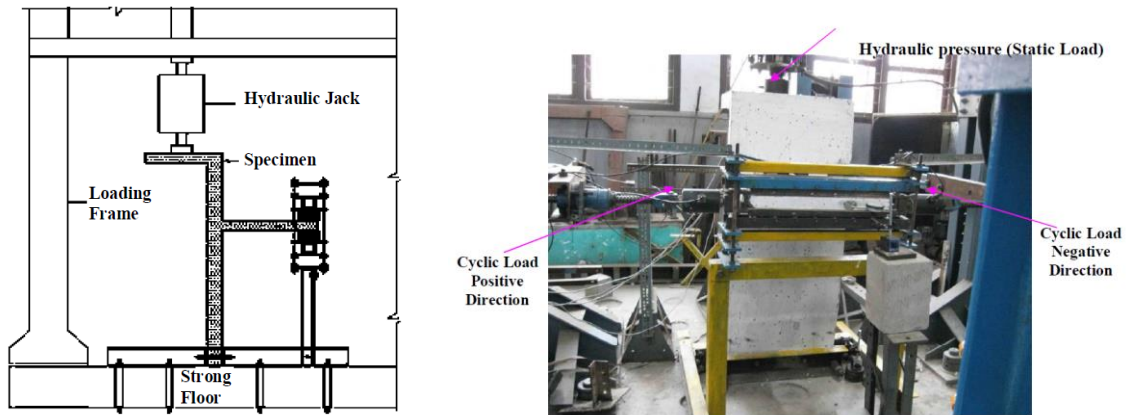 Hydraulic Jack
Specimen
Loading
Frame
Strong
Floor
Hydraulic pressure (Static Load)
Cyclic Load
Positive
Direction
Cyclic Load
Negative
Direction